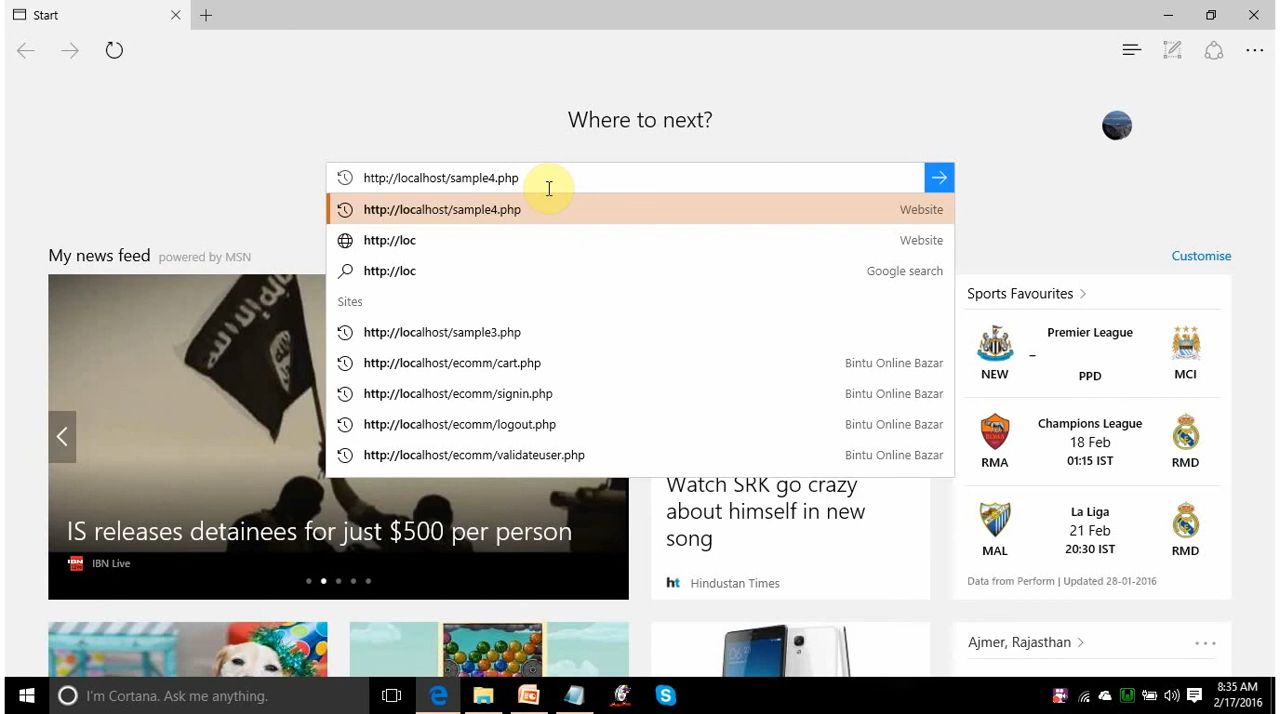 Start
Where to next?
http://localhost/sample4.php
http://localhost/sample4.php Website
http://loc Website
http://loc Google search
Sites
http://localhost/sample3.php
http://localhost/ecomm/cart.php Bintu Online Bazar
http://localhost/ecomm/signin.php Bintu Online Bazar
http://localhost/ecomm/logout.php Bintu Online Bazar
http://localhost/ecomm/validateuser.php Bintu Online Bazar
My news feed powered by MSN
Customise
IS releases detainees for just $500 per person
IBN Live
Watch SRK go crazy
about himself in new
song
ht Hindustan Times
Sports Favourites
Premier League
NEW – MCI
PPD
Champions League
18 Feb
RMA 01:15 IST RMD
La Liga
21 Feb
MAL 20:30 IST RMD
Data from Perform | Updated 28-01-2016
Ajmer, Rajasthan
I'm Cortana. Ask me anything.
8:35 AM
2/17/2016